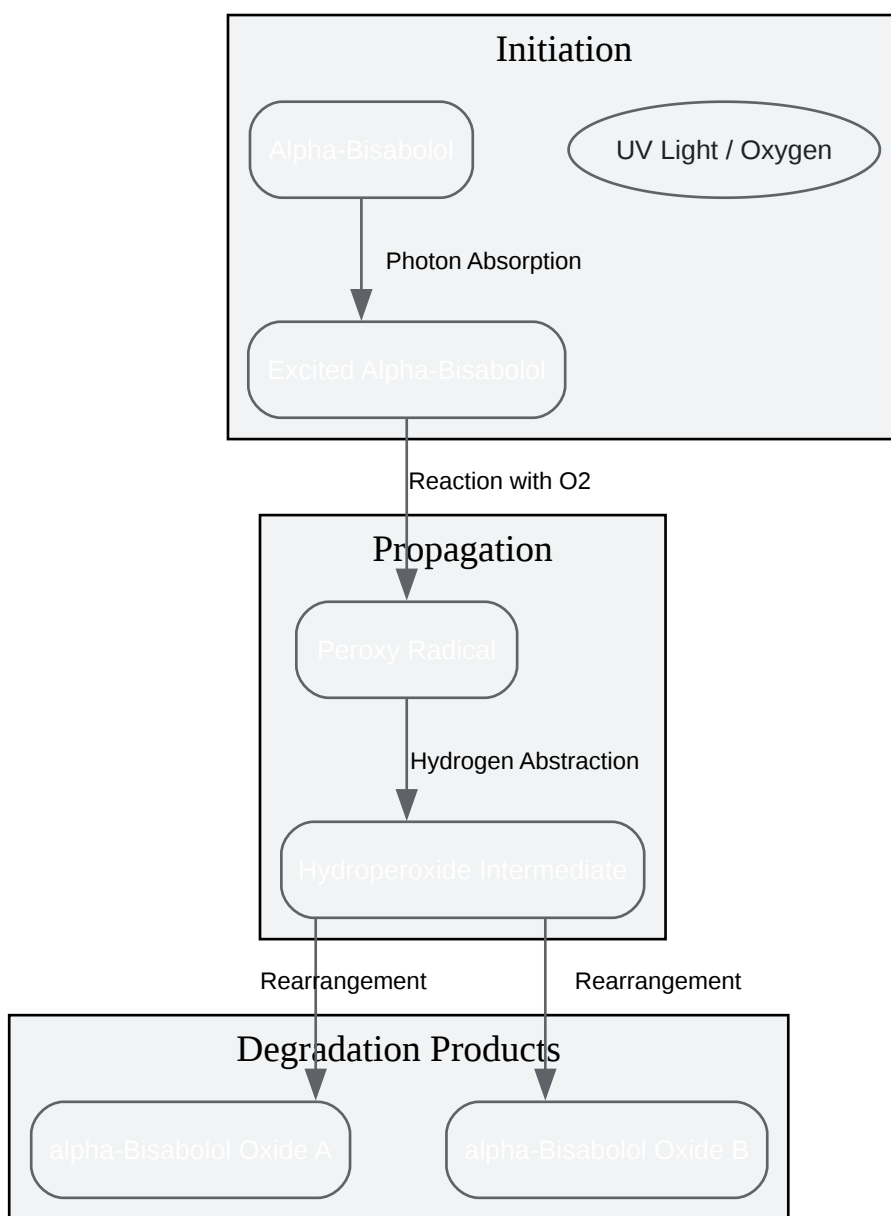 Initiation
Alpha-Bisabolol
UV Light / Oxygen
Photon Absorption
Excited Alpha-Bisabolol
Reaction with O2
Propagation
Peroxy Radical
Hydrogen Abstraction
Hydroperoxide Intermediate
Rearrangement
Rearrangement
Degradation Products
alpha-Bisabolol Oxide A
alpha-Bisabolol Oxide B